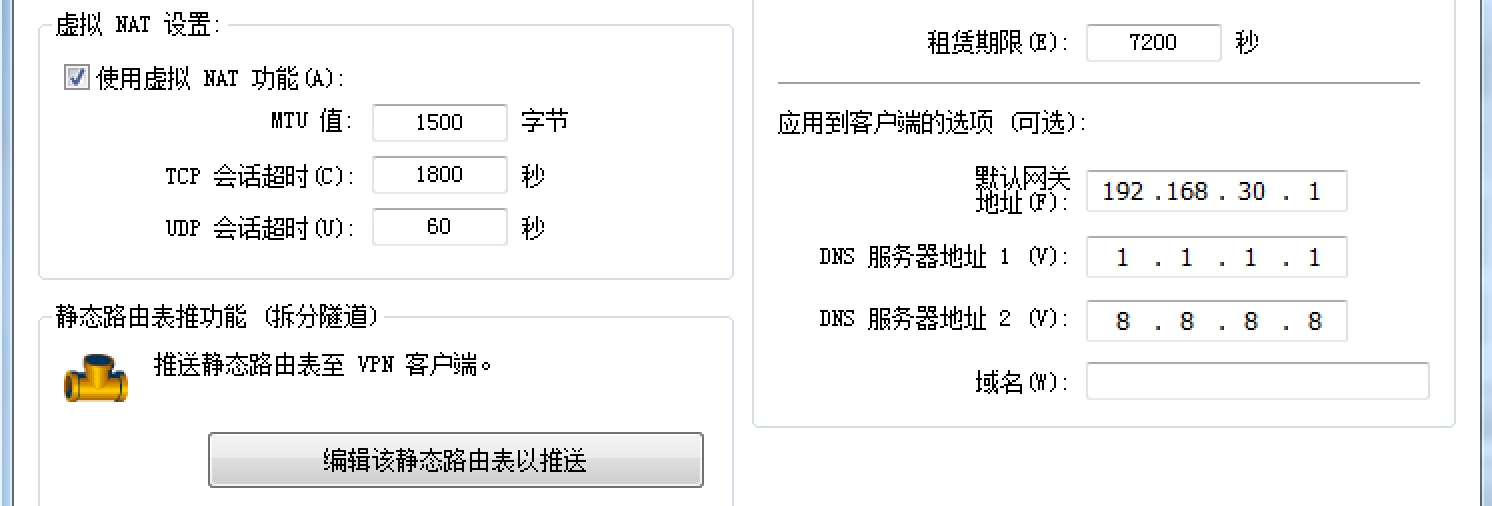 虚拟 NAT 设置:
使用虚拟 NAT 功能(A):
MTU 值: 1500 字节
TCP 会话超时(C): 1800 秒
UDP 会话超时(U): 60 秒
静态路由表推功能 (拆分隧道)
推送静态路由表至 VPN 客户端。
编辑该静态路由表以推送
租赁期限(E): 7200 秒
应用到客户端的选项 (可选):
默认网关
地址(F): 192 .168 . 30 . 1
DNS 服务器地址 1 (V): 1 . 1 . 1 . 1
DNS 服务器地址 2 (V): 8 . 8 . 8 . 8
域名(W):